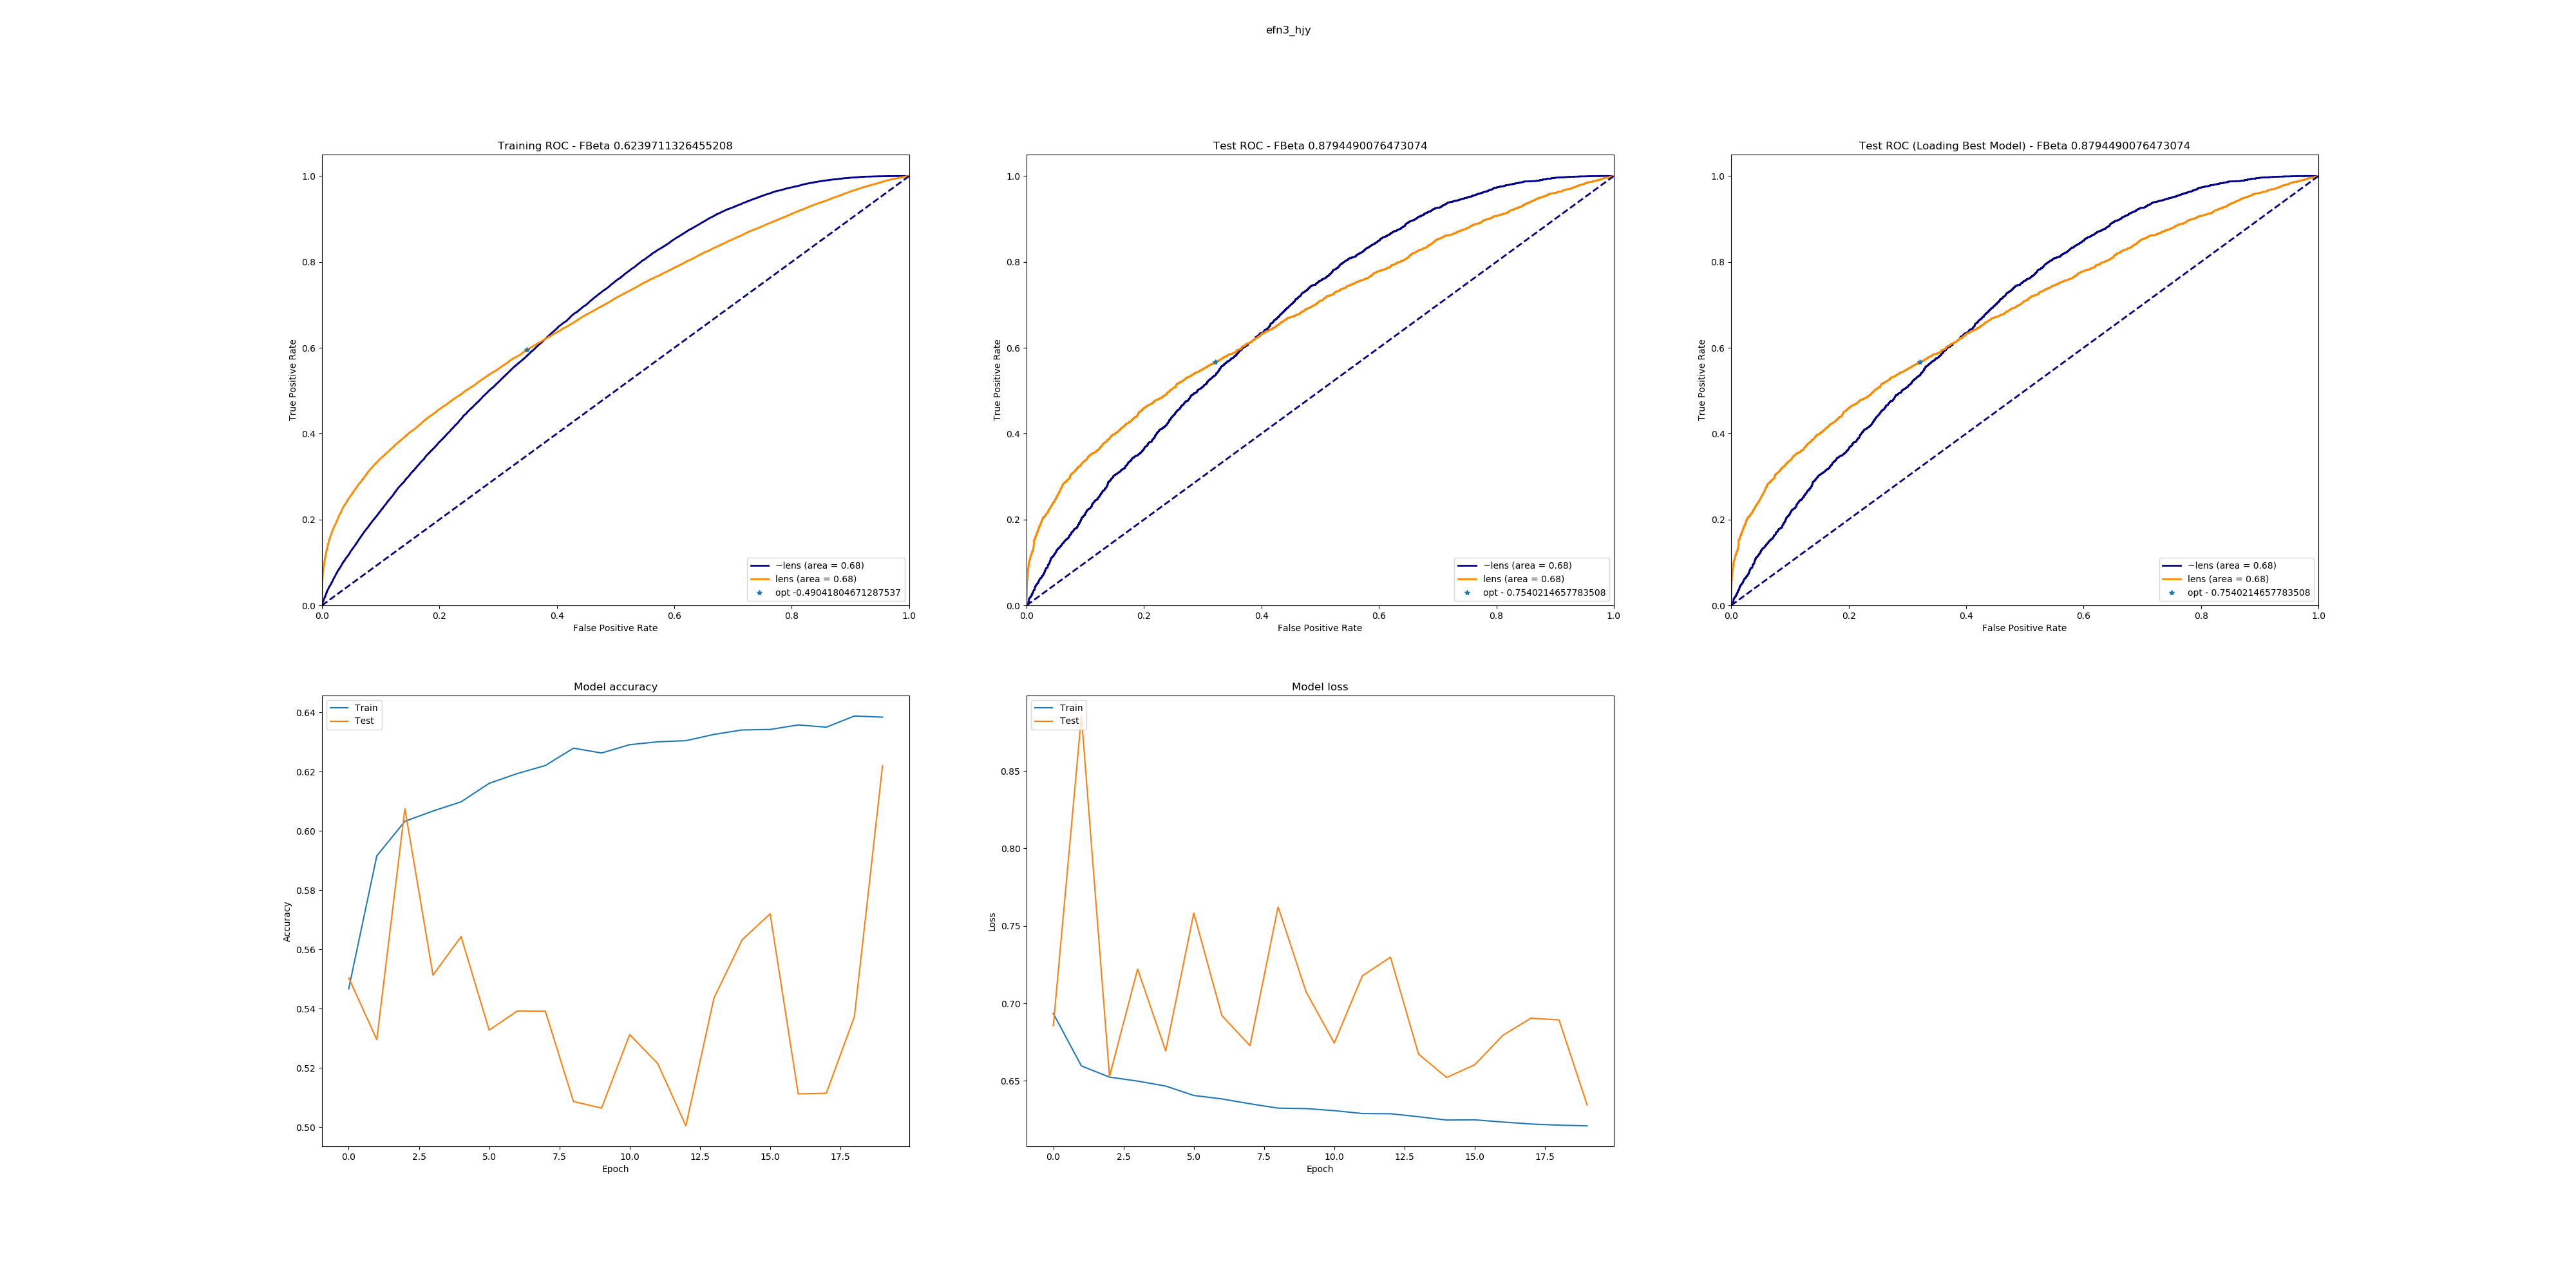 efn3_hjy
Training ROC - FBeta 0.6239711326455208
True Positive Rate
1.0
0.8
0.6
0.4
0.2
0.0
~lens (area = 0.68)
lens (area = 0.68)
opt -0.49041804671287537
0.0 0.2 0.4 0.6 0.8 1.0
False Positive Rate
Test ROC - FBeta 0.8794490076473074
True Positive Rate
1.0
0.8
0.6
0.4
0.2
0.0
~lens (area = 0.68)
lens (area = 0.68)
opt - 0.7540214657783508
0.0 0.2 0.4 0.6 0.8 1.0
False Positive Rate
Test ROC (Loading Best Model) - FBeta 0.8794490076473074
True Positive Rate
1.0
0.8
0.6
0.4
0.2
0.0
~lens (area = 0.68)
lens (area = 0.68)
opt - 0.7540214657783508
0.0 0.2 0.4 0.6 0.8 1.0
False Positive Rate
Model accuracy
Train
Test
Accuracy
0.64
0.62
0.60
0.58
0.56
0.54
0.52
0.50
0.0 2.5 5.0 7.5 10.0 12.5 15.0 17.5
Epoch
Model loss
Train
Test
Loss
0.85
0.80
0.75
0.70
0.65
0.0 2.5 5.0 7.5 10.0 12.5 15.0 17.5
Epoch